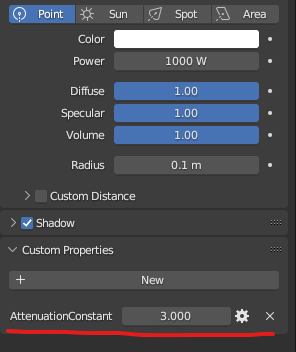 Point Sun Spot Area
Color
Power 1000 W
Diffuse 1.00
Specular 1.00
Volume 1.00
Radius 0.1 m
Custom Distance
Shadow
Custom Properties
New
AttenuationConstant 3.000